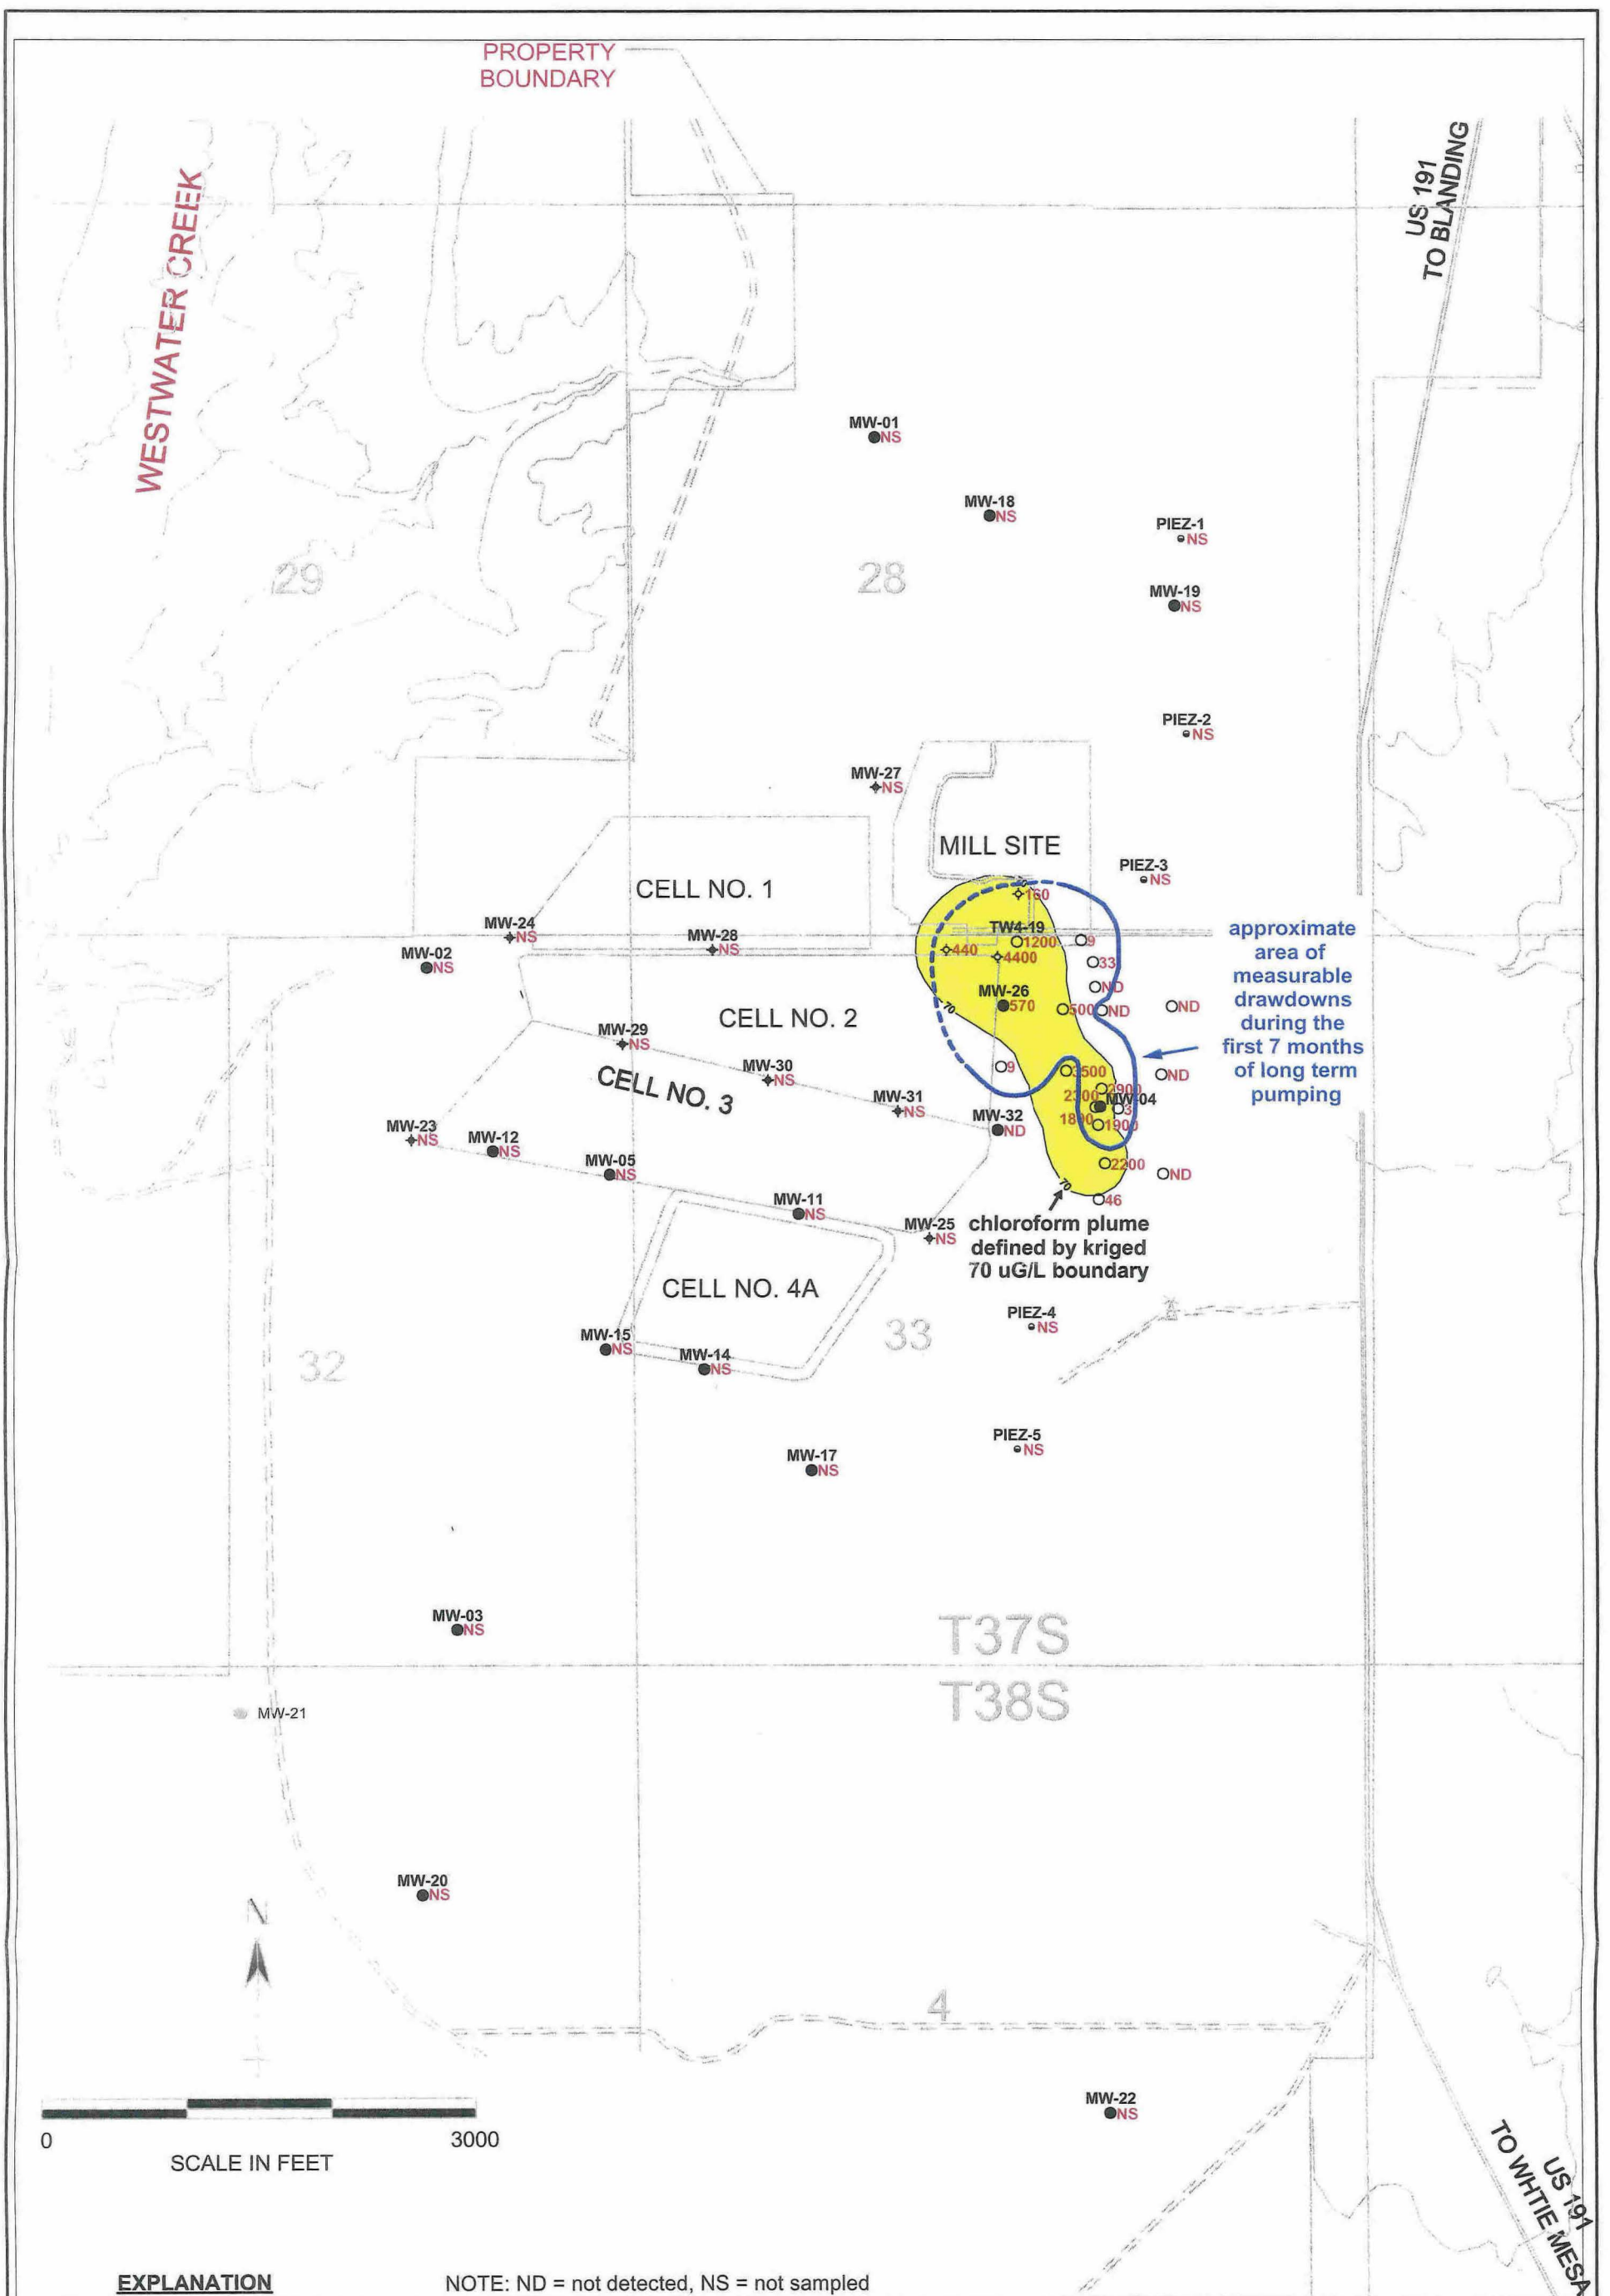 PROPERTY
BOUNDARY
US 191
TO BLANDING
WESTWATER CREEK
MW-01
NS
MW-18
NS
PIEZ-1
NS
29
28
MW-19
NS
PIEZ-2
NS
MW-27
NS
MILL SITE
PIEZ-3
NS
CELL NO. 1
160
MW-24
NS
MW-28
NS
TW4-19
1200
9
440
4400
33
MW-02
NS
ND
MW-26
570
500
ND
ND
70
approximate
area of
measurable
drawdowns
during the
first 7 months
of long term
pumping
CELL NO. 2
MW-29
NS
MW-30
NS
9
3500
ND
CELL NO. 3
2900
2300
MW-04
3
MW-31
NS
1800
1900
MW-32
ND
MW-23
NS
MW-12
NS
MW-05
NS
2200
ND
70
46
MW-11
NS
MW-25
NS
chloroform plume
defined by kriged
70 uG/L boundary
CELL NO. 4A
PIEZ-4
NS
33
32
MW-15
NS
MW-14
NS
PIEZ-5
NS
MW-17
NS
MW-03
NS
T37S
T38S
MW-21
MW-20
NS
N
4
MW-22
NS
0
3000
SCALE IN FEET
US 191
TO WHTIE MESA
EXPLANATION
NOTE: ND = not detected, NS = not sampled